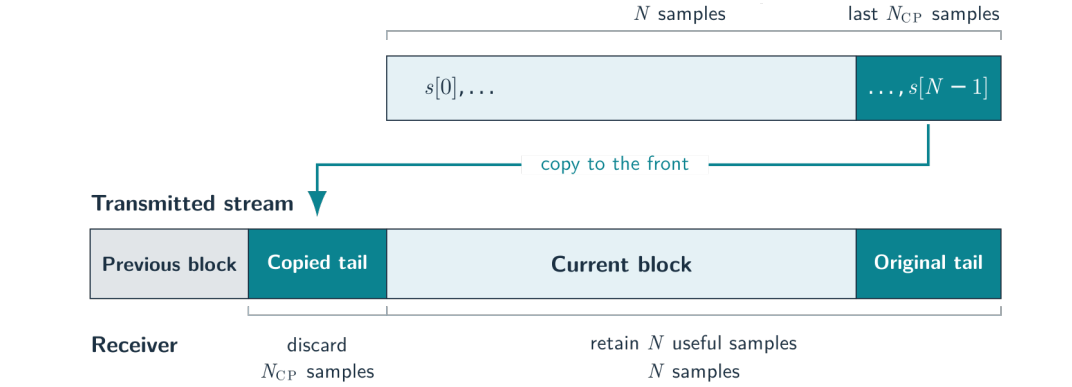 N samples last N_CP samples
s[0],... ...,s[N − 1]
copy to the front
Transmitted stream
Previous block Copied tail Current block Original tail
Receiver discard retain N useful samples
N_CP samples N samples